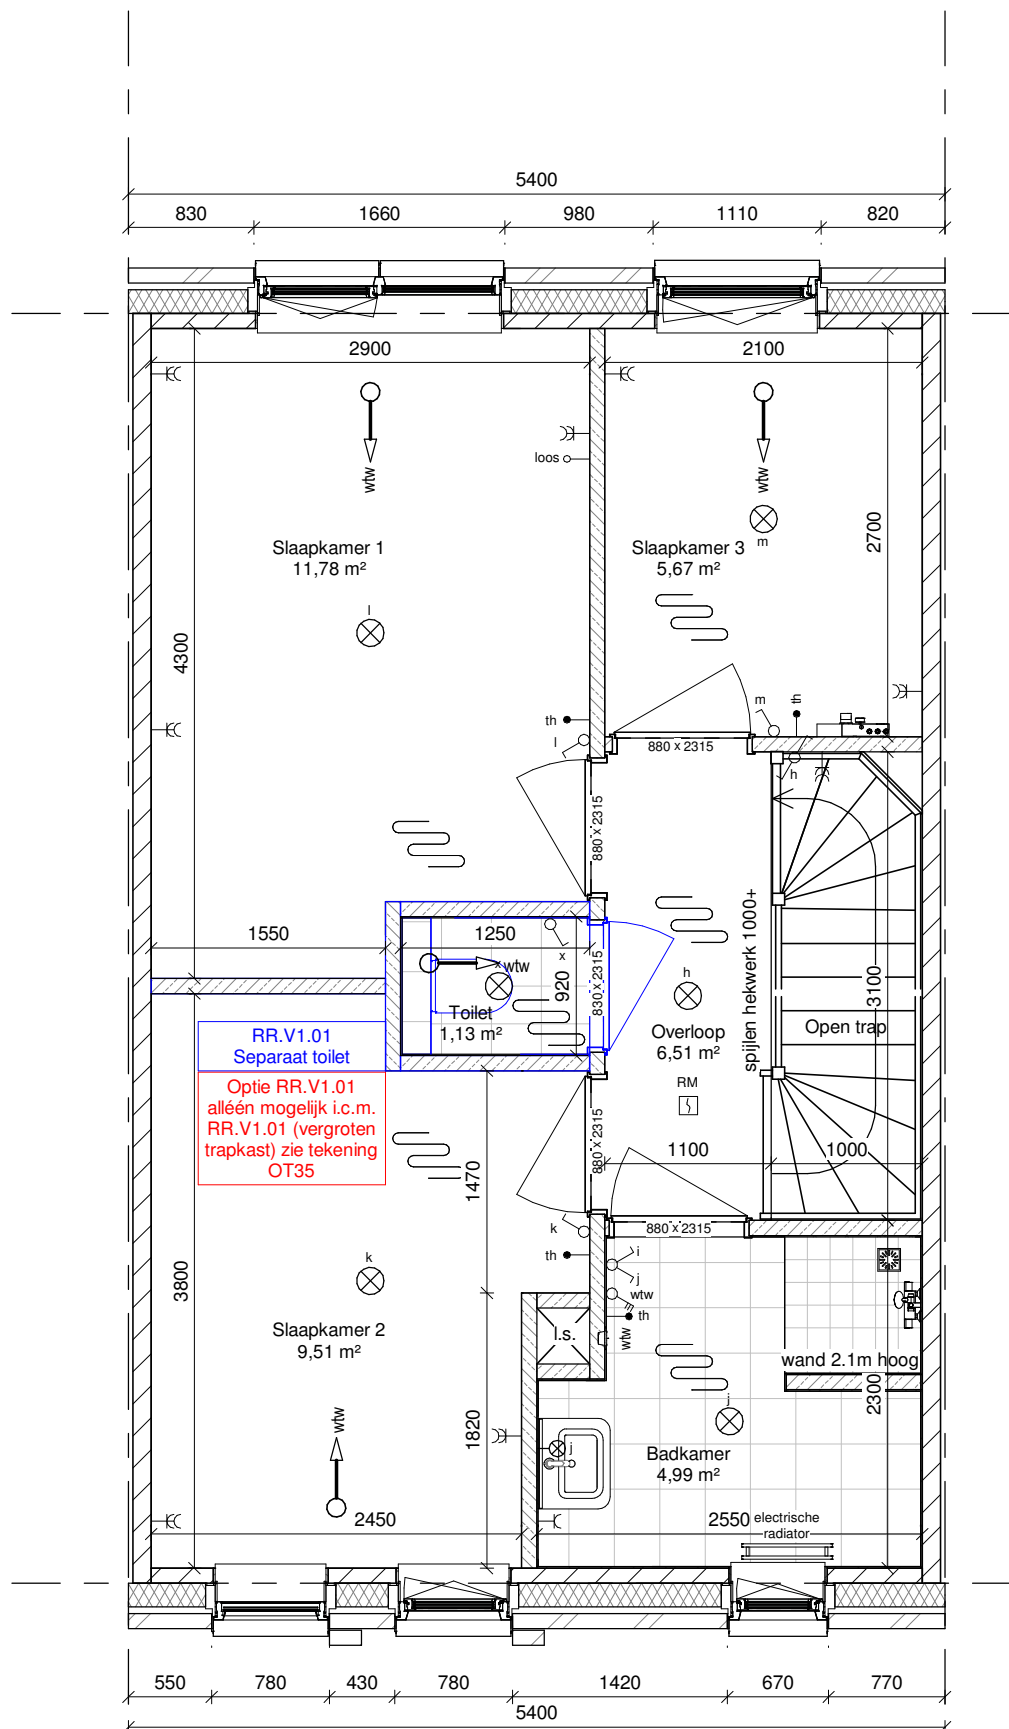 5400
830
1660
980
1110
820
2900
2100
wtw
wtw
loos
m
2700
Slaapkamer 1
11,78 m²
Slaapkamer 3
5,67 m²
l
4300
th
l
m
th
880 x 2315
h
880 x 2315
1550
1250
x
wtw
920
830 x 2315
h
spijlen hekwerk 1000+
3100
Toilet
1,13 m²
Overloop
6,51 m²
Open trap
RR.V1.01
Separaat toilet
Optie RR.V1.01
alléén mogelijk i.c.m.
RR.V1.01 (vergroten
trapkast) zie tekening
OT35
RM
1470
880 x 2315
1100
1000
k
th
880 x 2315
i
j
wtw
th
wtw
k
3800
Slaapkamer 2
9,51 m²
l.s.
wand 2.1m hoog
2300
j
wtw
1820
j
Badkamer
4,99 m²
2450
2550
electrische
radiator
550
780
430
780
1420
670
770
5400